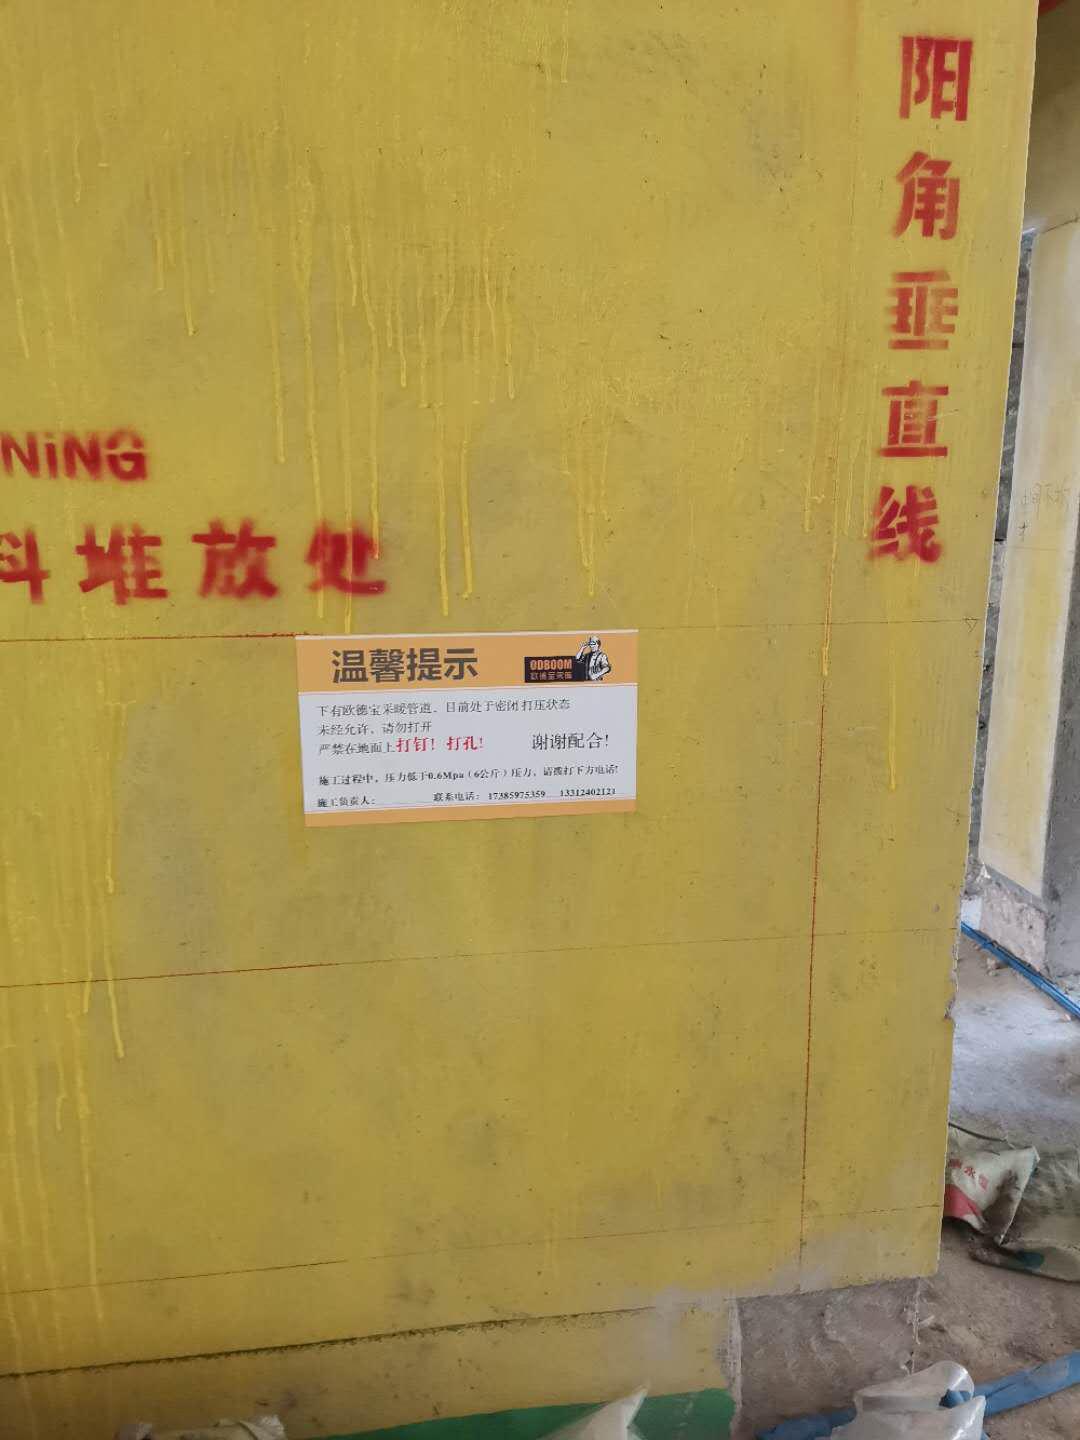 阳角垂直线
NiNG
料堆放处
温馨提示
ODBOOM
欧德宝采暖
下有欧德宝采暖管道，目前处于密闭打压状态
未经允许，请勿打开
严禁在地面上打钉！打孔！ 谢谢配合！
施工过程中，压力低于0.6Mpa（6公斤）压力，请拨打下方电话!
施工负责人： 联系电话： 17385975359 13312402121
水